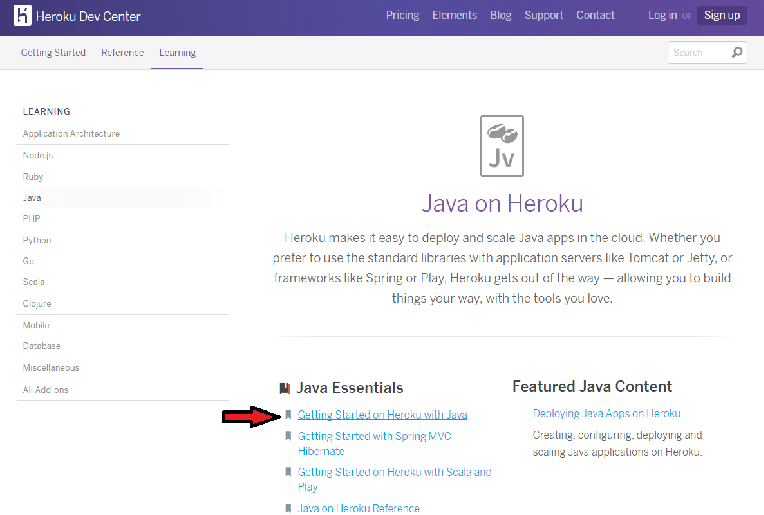 Heroku Dev Center
Pricing Elements Blog Support Contact Log in or Sign up
Getting Started Reference Learning
Search
LEARNING
Application Architecture
Node.js
Ruby
Java
PHP
Python
Go
Scala
Clojure
Mobile
Database
Miscellaneous
All Add-ons
Jv
Java on Heroku
Heroku makes it easy to deploy and scale Java apps in the cloud. Whether you
prefer to use the standard libraries with application servers like Tomcat or Jetty, or
frameworks like Spring or Play, Heroku gets out of the way — allowing you to build
things your way, with the tools you love.
Java Essentials
Getting Started on Heroku with Java
Getting Started with Spring MVC
Hibernate
Getting Started on Heroku with Scala and
Play
Java on Heroku Reference
Featured Java Content
Deploying Java Apps on Heroku
Creating, configuring, deploying and
scaling Java applications on Heroku.